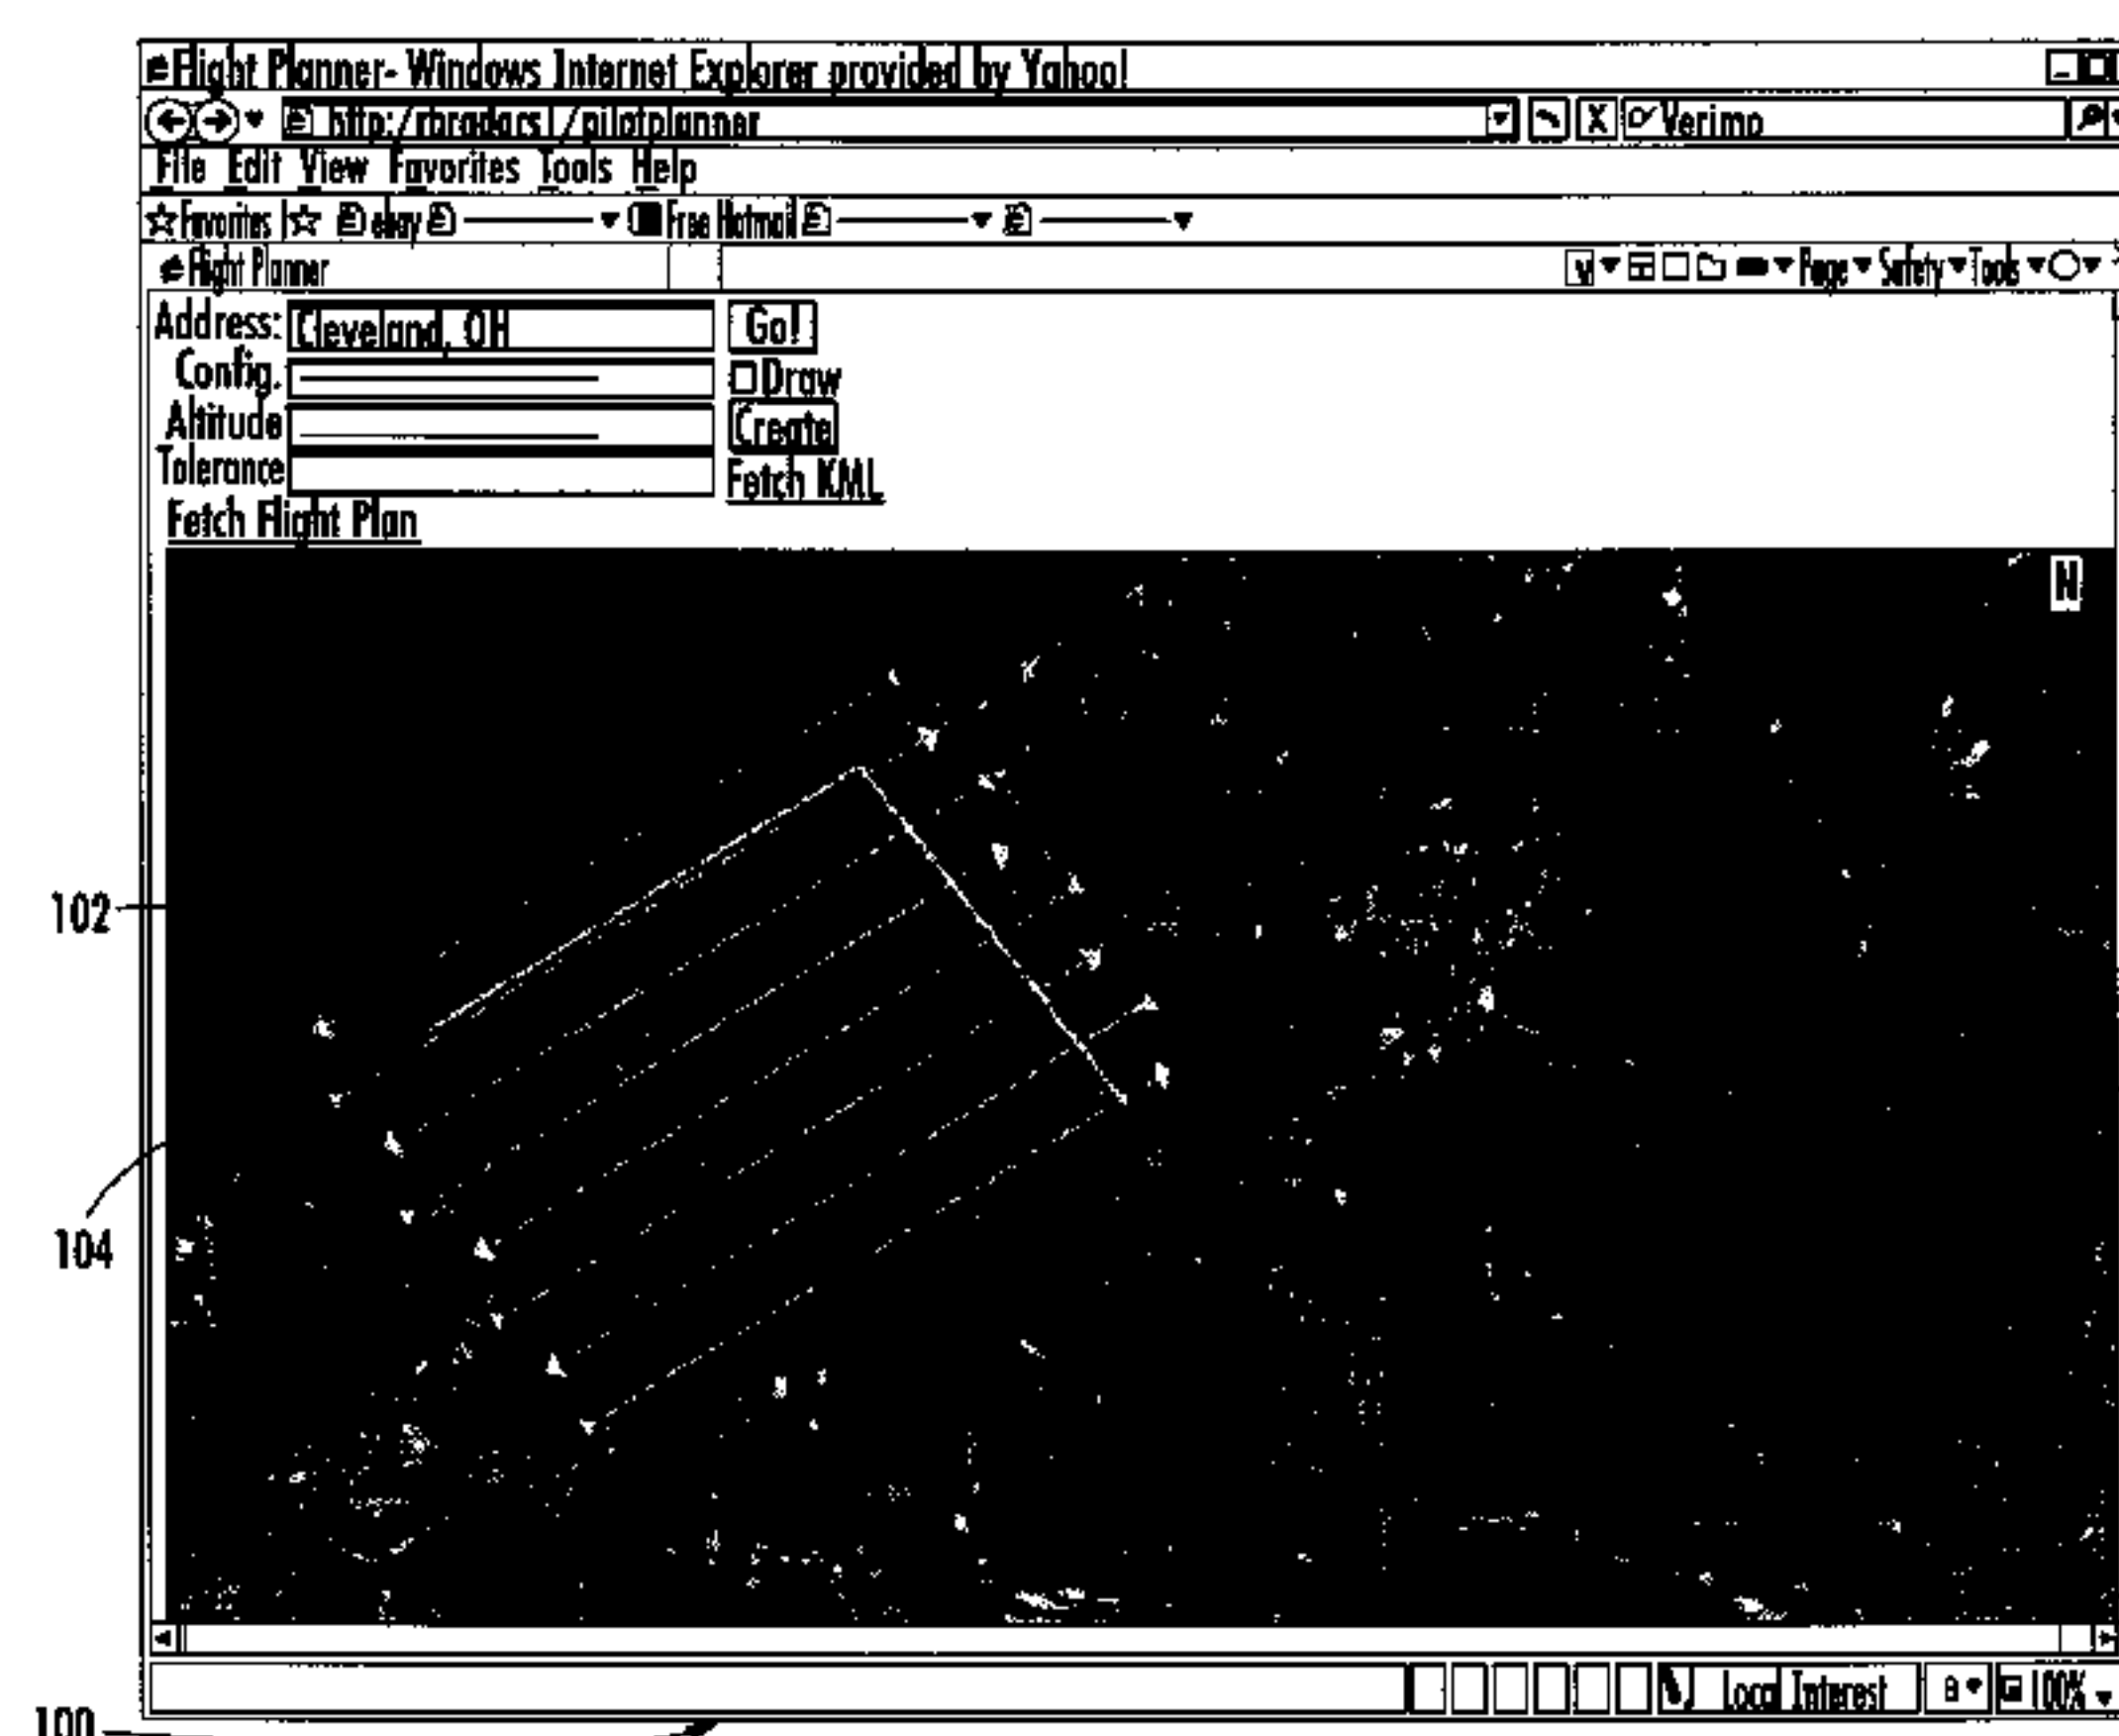 Flight Planner- Windows Internet Explorer provided by Yahoo!
http:/rbradars1/pilotplanner
X Verimo
File Edit View Favorites Tools Help
Favorites ebay Free Hotmail
Flight Planner Page Safety Tools
Address: Cleveland, OH Go!
Config. Draw
Altitude Create
Tolerance Fetch KML
Fetch Flight Plan
N
102
104
Local Interest 100%
100